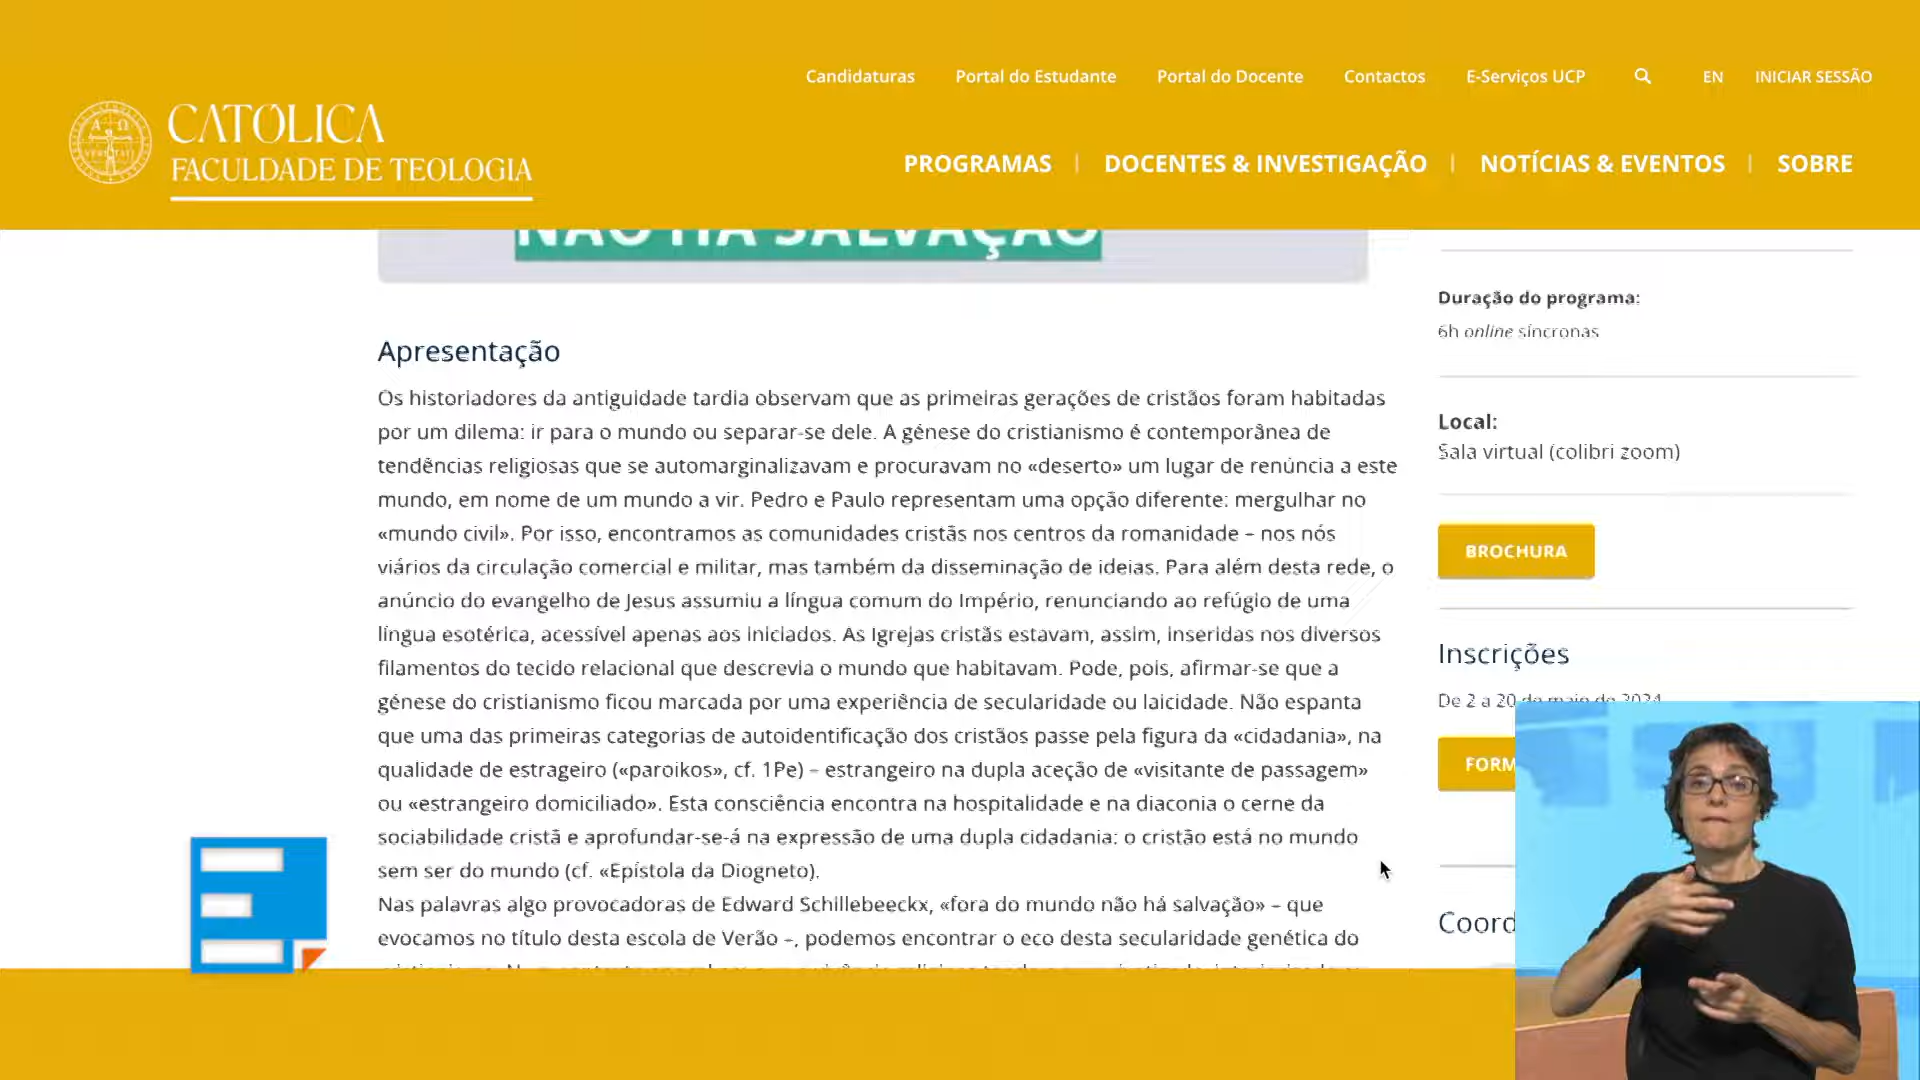 Candidaturas Portal do Estudante Portal do Docente Contactos E-Serviços UCP EN INICIAR SESSÃO
CATÓLICA
FACULDADE DE TEOLOGIA
PROGRAMAS | DOCENTES & INVESTIGAÇÃO | NOTÍCIAS & EVENTOS | SOBRE
NÃO HÁ SALVAÇÃO
Apresentação
Os historiadores da antiguidade tardia observam que as primeiras gerações de cristãos foram habitadas
por um dilema: ir para o mundo ou separar-se dele. A génese do cristianismo é contemporânea de
tendências religiosas que se automarginalizavam e procuravam no «deserto» um lugar de renúncia a este
mundo, em nome de um mundo a vir. Pedro e Paulo representam uma opção diferente: mergulhar no
«mundo civil». Por isso, encontramos as comunidades cristãs nos centros da romanidade – nos nós
viários da circulação comercial e militar, mas também da disseminação de ideias. Para além desta rede, o
anúncio do evangelho de Jesus assumiu a língua comum do Império, renunciando ao refúgio de uma
língua esotérica, acessível apenas aos iniciados. As Igrejas cristãs estavam, assim, inseridas nos diversos
filamentos do tecido relacional que descrevia o mundo que habitavam. Pode, pois, afirmar-se que a
génese do cristianismo ficou marcada por uma experiência de secularidade ou laicidade. Não espanta
que uma das primeiras categorias de autoidentificação dos cristãos passe pela figura da «cidadania», na
qualidade de estrageiro («paroikos», cf. 1Pe) – estrangeiro na dupla aceção de «visitante de passagem»
ou «estrangeiro domiciliado». Esta consciência encontra na hospitalidade e na diaconia o cerne da
sociabilidade cristã e aprofundar-se-á na expressão de uma dupla cidadania: o cristão está no mundo
sem ser do mundo (cf. «Epístola da Diogneto).
Nas palavras algo provocadoras de Edward Schillebeeckx, «fora do mundo não há salvação» – que
evocamos no título desta escola de Verão –, podemos encontrar o eco desta secularidade genética do
Duração do programa:
6h online síncronas
Local:
Sala virtual (colibri zoom)
BROCHURA
Inscrições
De 2 a 20 de maio de 2024
FORM
Coord